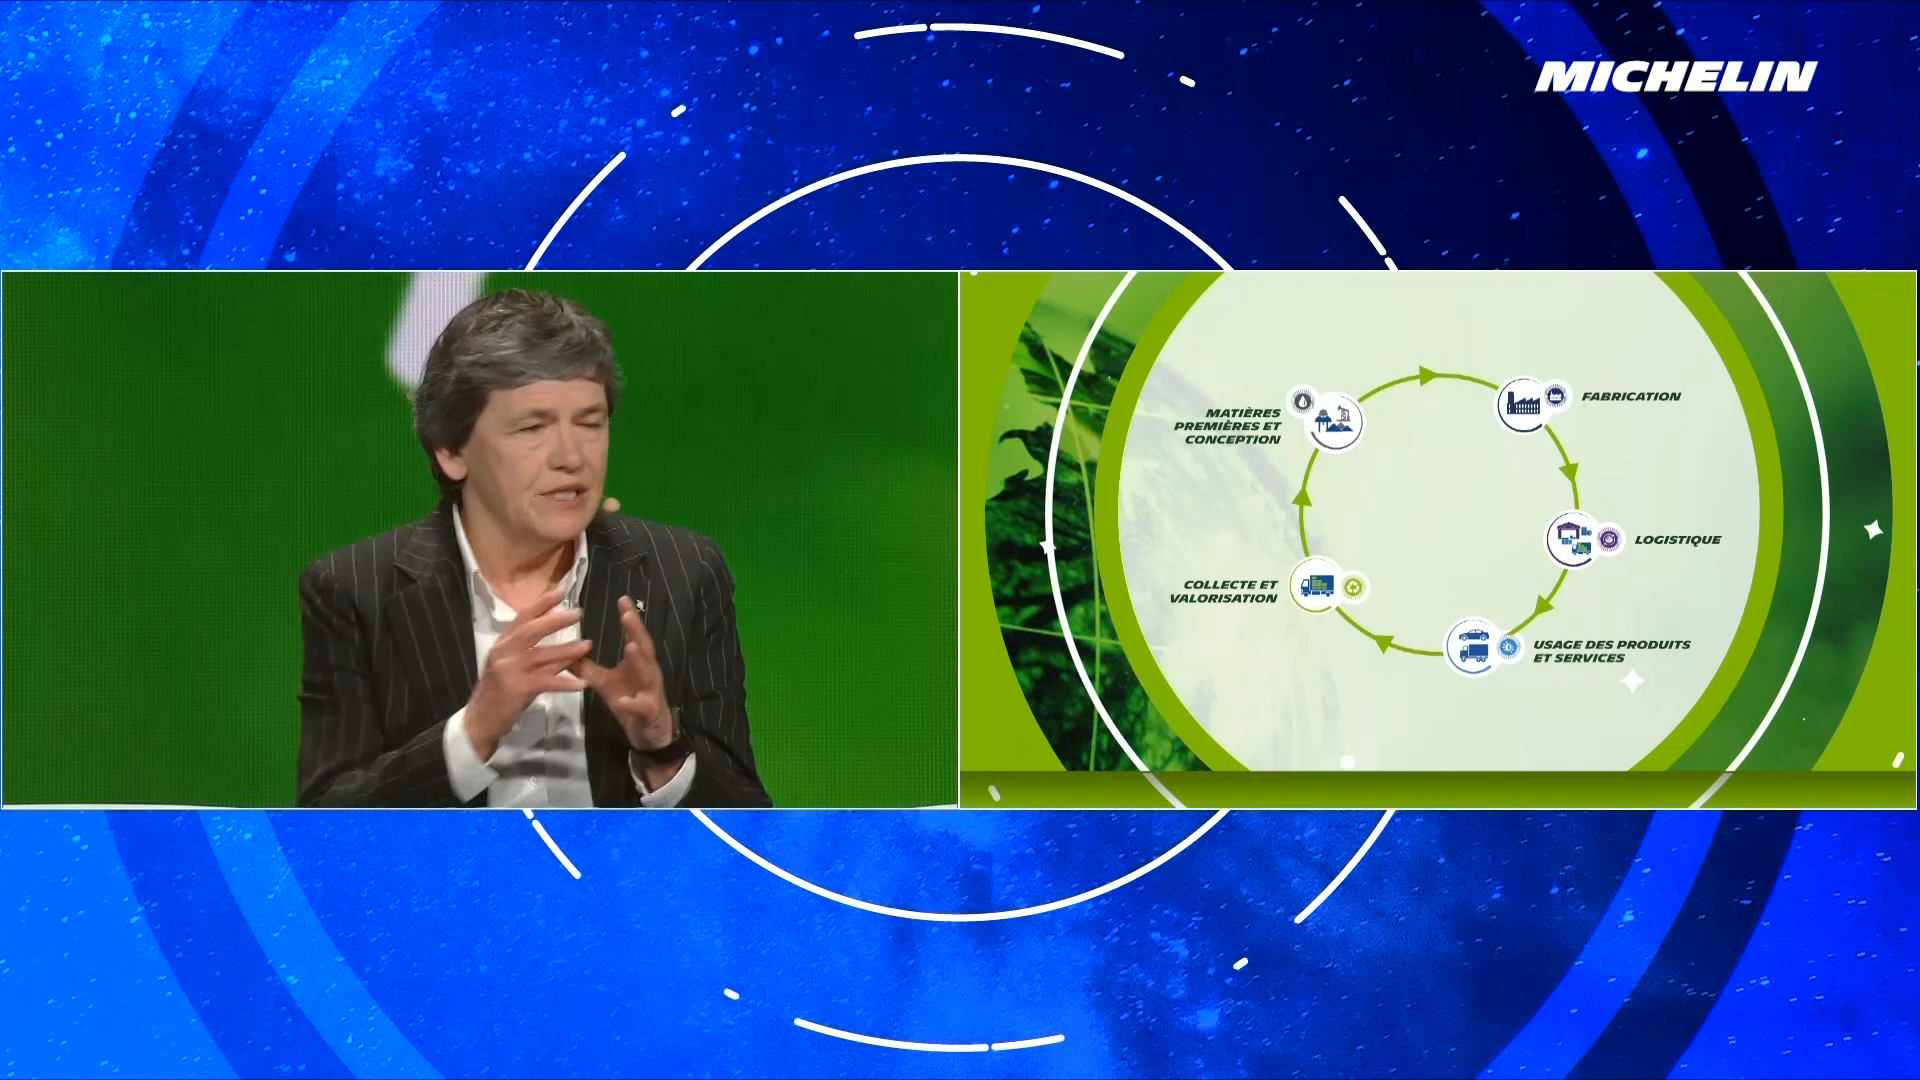 MICHELIN
MATIÈRES
PREMIÈRES ET
CONCEPTION
FABRICATION
LOGISTIQUE
COLLECTE ET
VALORISATION
USAGE DES PRODUITS
ET SERVICES